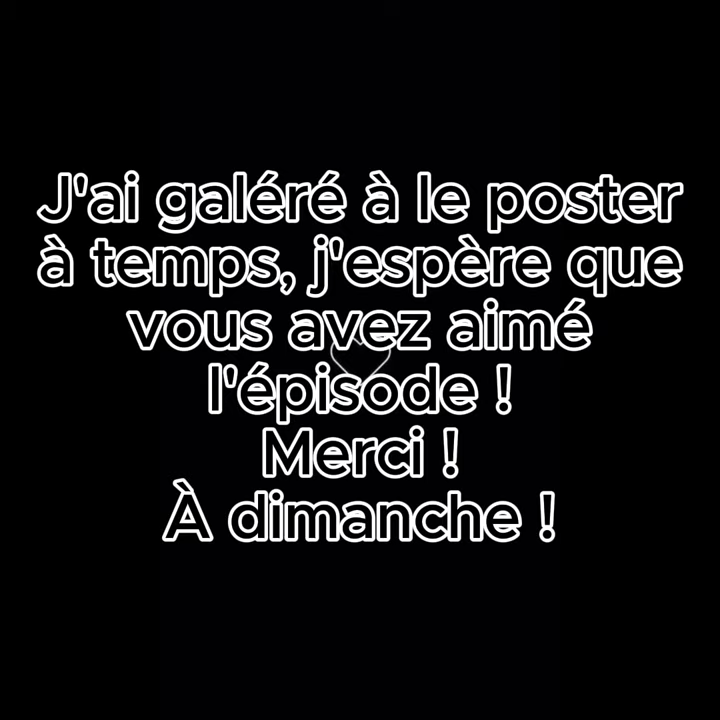 J'ai galéré à le poster
à temps, j'espère que
vous avez aimé
l'épisode !
Merci !
À dimanche !